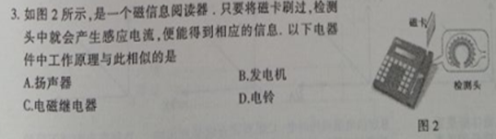 3. 如图2所示,是一个磁信息阅读器.只要将磁卡刷过,检测
头中就会产生感应电流,便能得到相应的信息.以下电器
件中工作原理与此相似的是
A.扬声器 B.发电机
C.电磁继电器 D.电铃
磁卡
检测头
图2